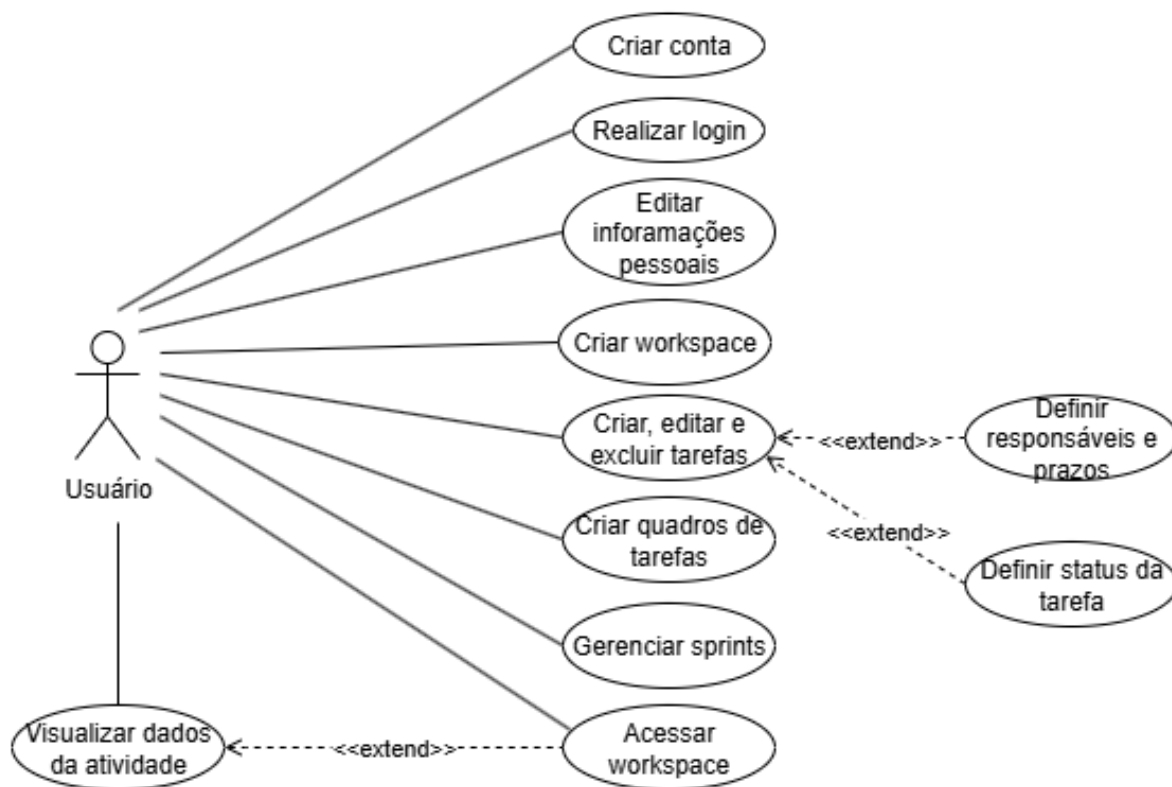 Criar conta
Realizar login
Editar
inforamações
pessoais
Criar workspace
Criar, editar e
excluir tarefas
<<extend>>
Definir
responsáveis e
prazos
Usuário
Criar quadros de
tarefas
<<extend>>
Definir status da
tarefa
Gerenciar sprints
Visualizar dados
da atividade
<<extend>>
Acessar
workspace